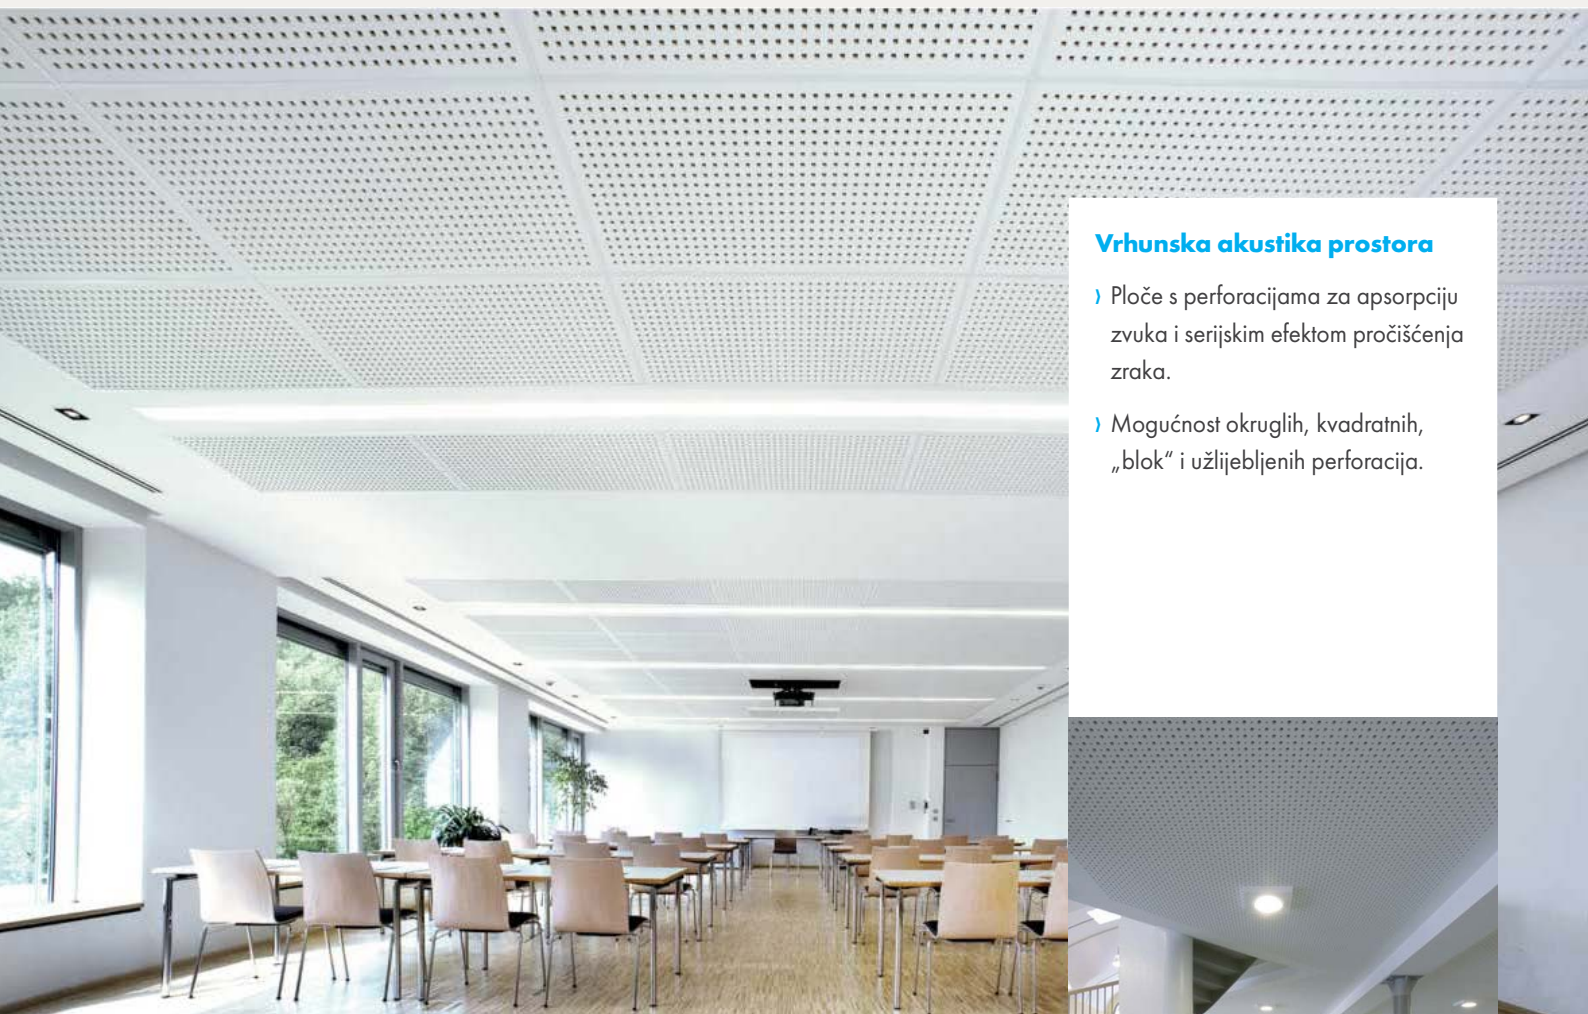 Vrhunska akustika prostora
› Ploče s perforacijama za apsorpciju
zvuka i serijskim efektom pročišćenja
zraka.
› Mogućnost okruglih, kvadratnih,
„blok“ i užlijebljenih perforacija.